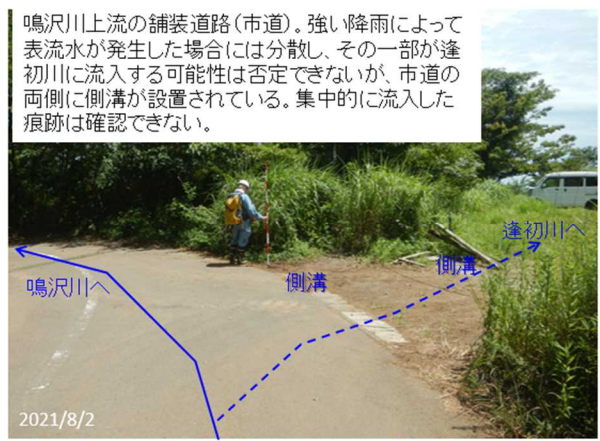 鳴沢川上流の舗装道路(市道)。強い降雨によって
表流水が発生した場合には分散し、その一部が逢
初川に流入する可能性は否定できないが、市道の
両側に側溝が設置されている。集中的に流入した
痕跡は確認できない。
逢初川へ
側溝
側溝
鳴沢川へ
2021/8/2